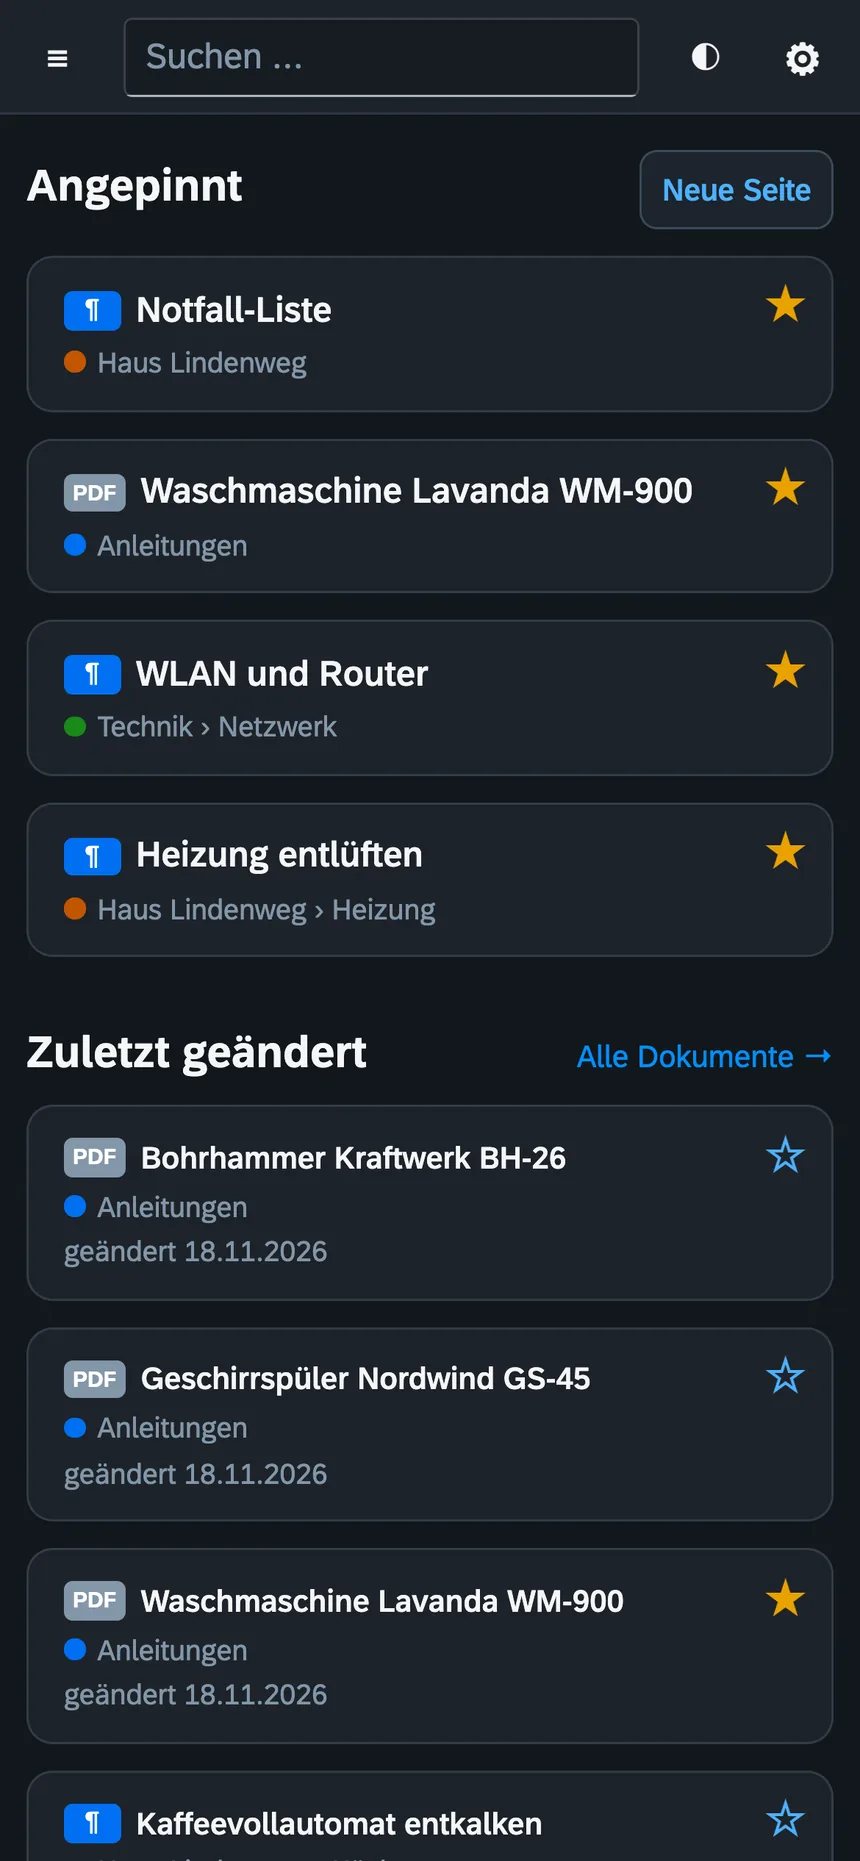 Suchen ...
Angepinnt
Neue Seite
¶ Notfall-Liste
Haus Lindenweg
PDF Waschmaschine Lavanda WM-900
Anleitungen
¶ WLAN und Router
Technik › Netzwerk
¶ Heizung entlüften
Haus Lindenweg › Heizung
Zuletzt geändert
Alle Dokumente →
PDF Bohrhammer Kraftwerk BH-26
Anleitungen
geändert 18.11.2026
PDF Geschirrspüler Nordwind GS-45
Anleitungen
geändert 18.11.2026
PDF Waschmaschine Lavanda WM-900
Anleitungen
geändert 18.11.2026
¶ Kaffeevollautomat entkalken